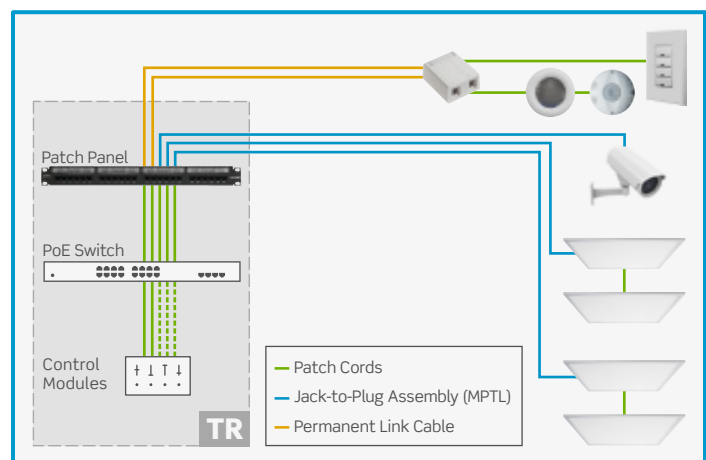 Patch Panel
PoE Switch
Control
Modules
TR
Patch Cords
Jack-to-Plug Assembly (MPTL)
Permanent Link Cable